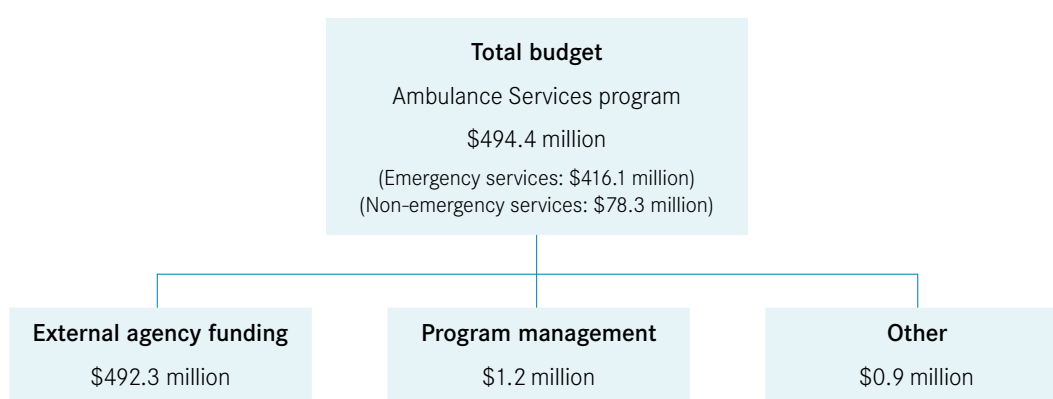 Total budget
Ambulance Services program
$494.4 million
(Emergency services: $416.1 million)
(Non-emergency services: $78.3 million)
External agency funding
$492.3 million
Program management
$1.2 million
Other
$0.9 million